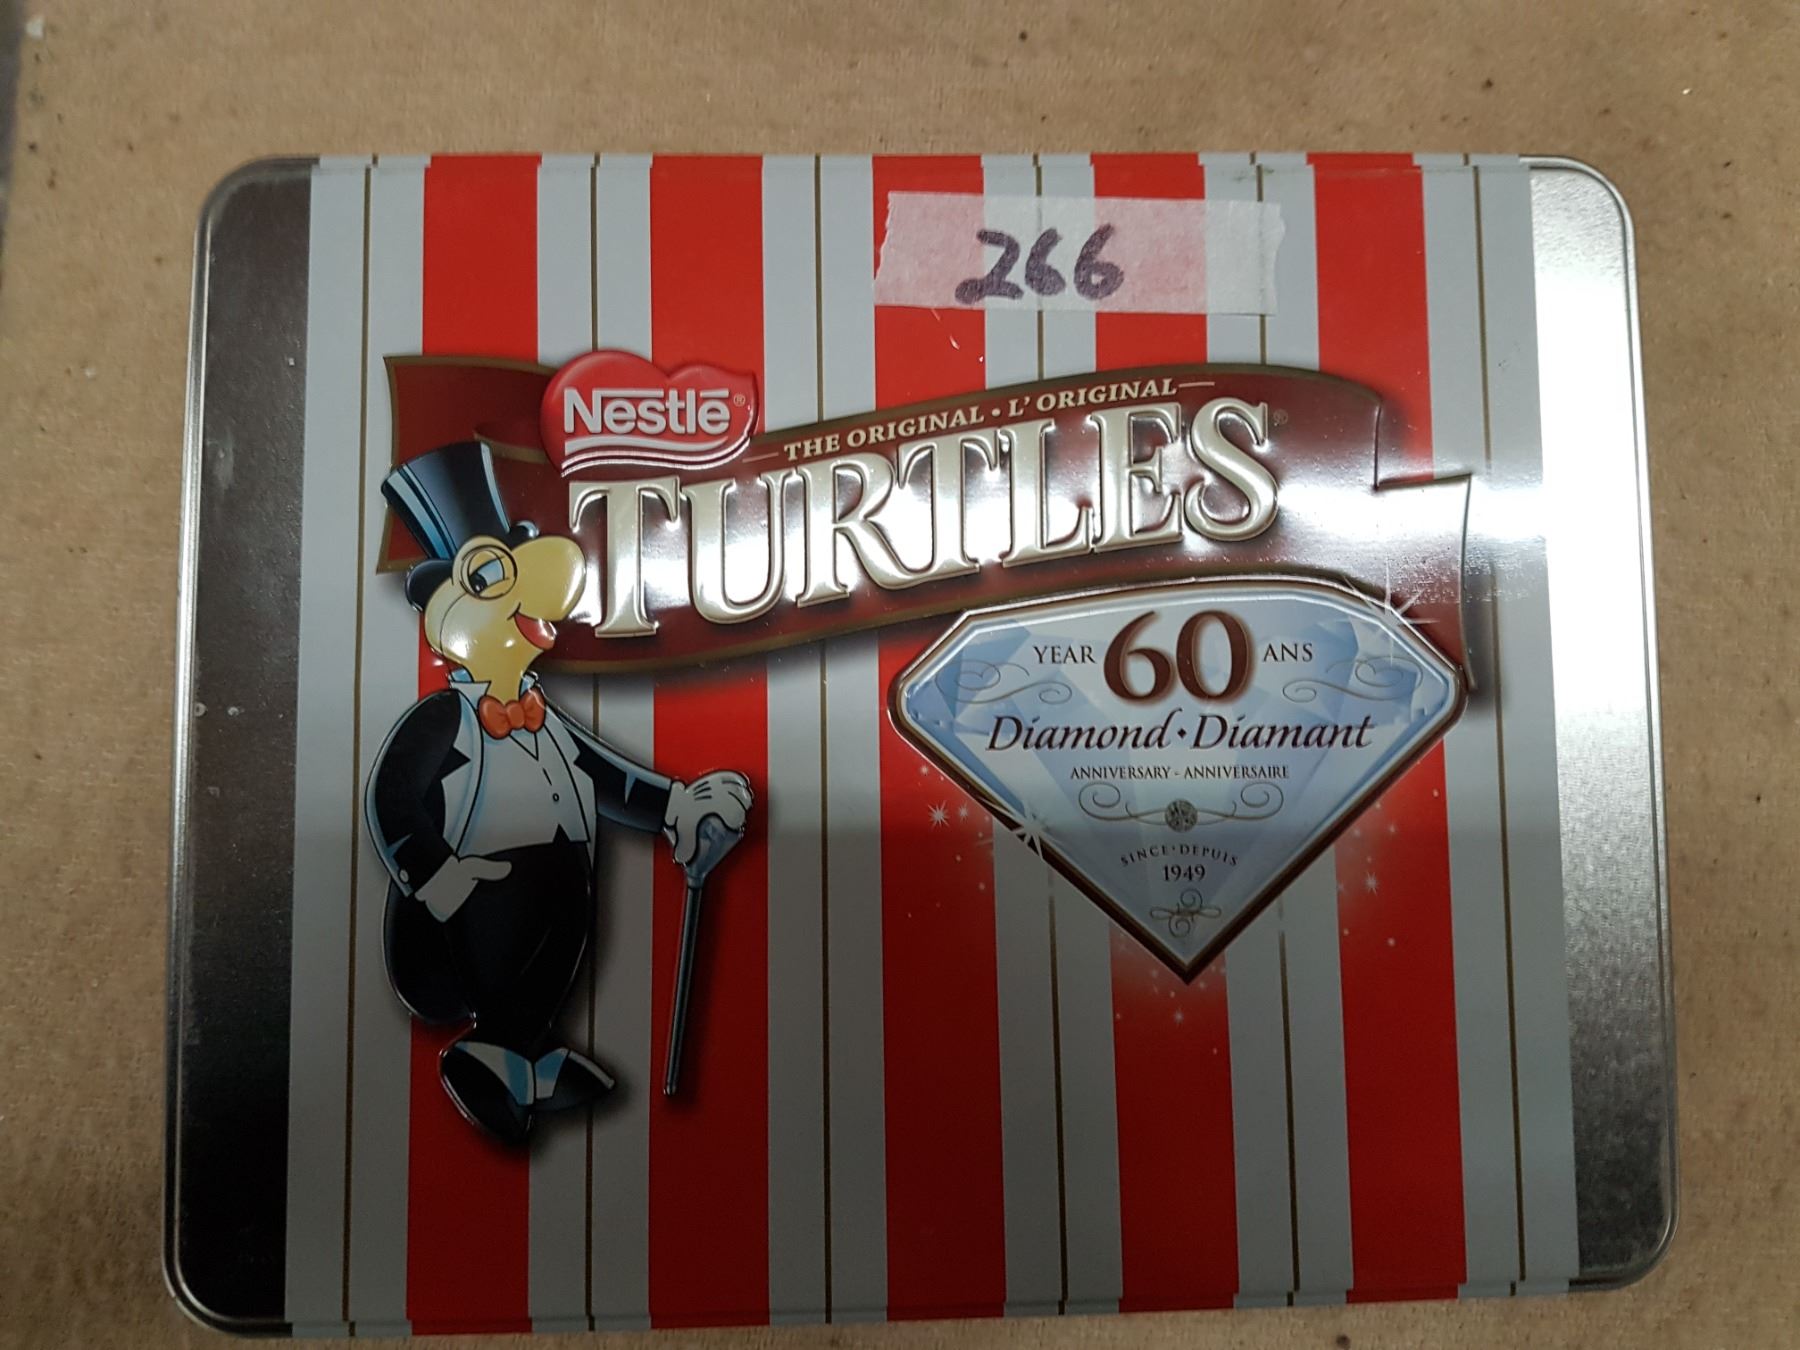 266
Nestlé®
THE ORIGINAL • L'ORIGINAL
TURTLES®
YEAR 60 ANS
Diamond • Diamant
ANNIVERSARY - ANNIVERSAIRE
SINCE • DEPUIS
1949